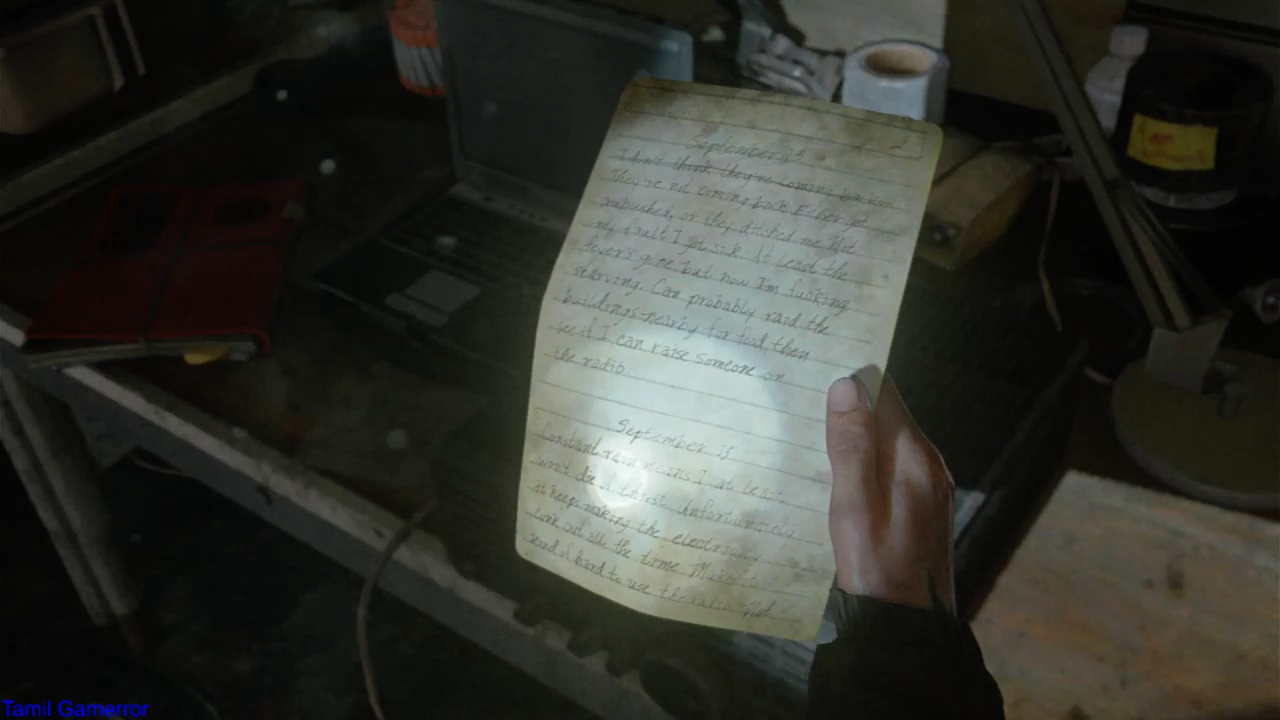 September 13
I don't think they're coming back
They're not coming back Either got
ambushed, or they ditched me Not
my fault I got sick At least the
fever's gone but now I'm fucking
starving. Can probably raid the
buildings nearby for food, then
see if I can raise someone on
the radio
September 15
Constant rain means I at least
won't die of thirst Unfortunately
it keeps making the electricity
conk out all the time Makes it
kind of hard to use the radio Not
Tamil Gamerror